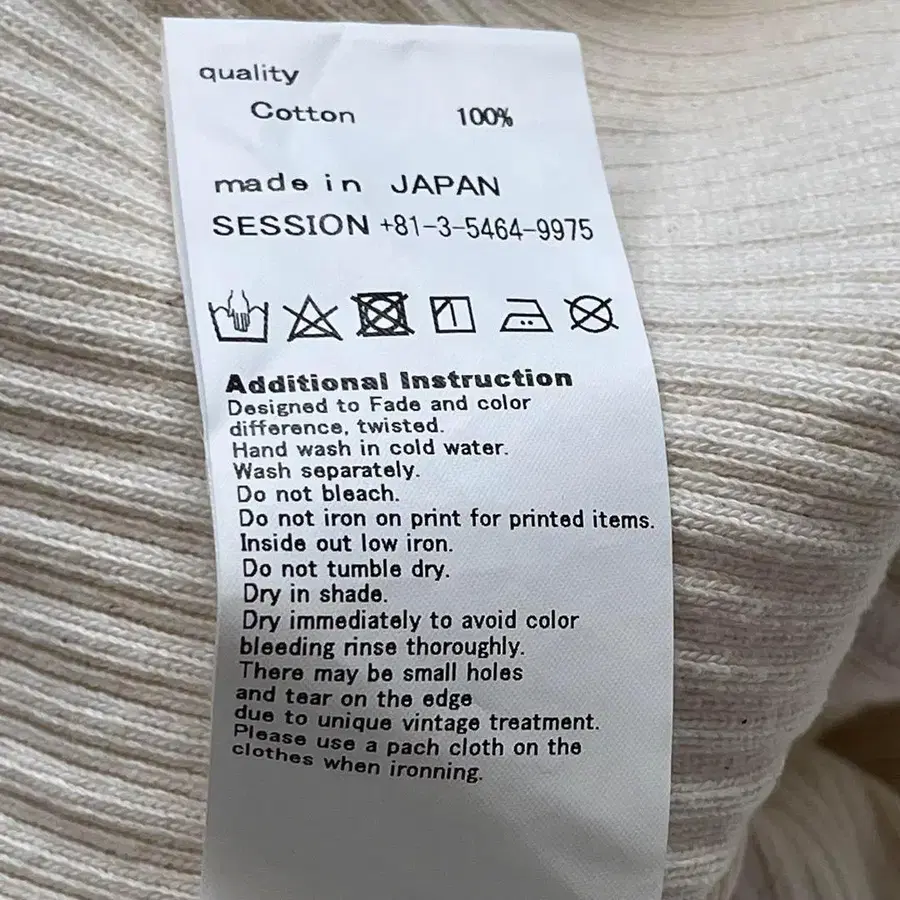 quality
Cotton 100%
made in JAPAN
SESSION +81-3-5464-9975
Additional Instruction
Designed to Fade and color
difference, twisted.
Hand wash in cold water.
Wash separately.
Do not bleach.
Do not iron on print for printed items.
Inside out low iron.
Do not tumble dry.
Dry in shade.
Dry immediately to avoid color
bleeding rinse thoroughly.
There may be small holes
and tear on the edge
due to unique vintage treatment.
Please use a pach cloth on the
clothes when ironning.